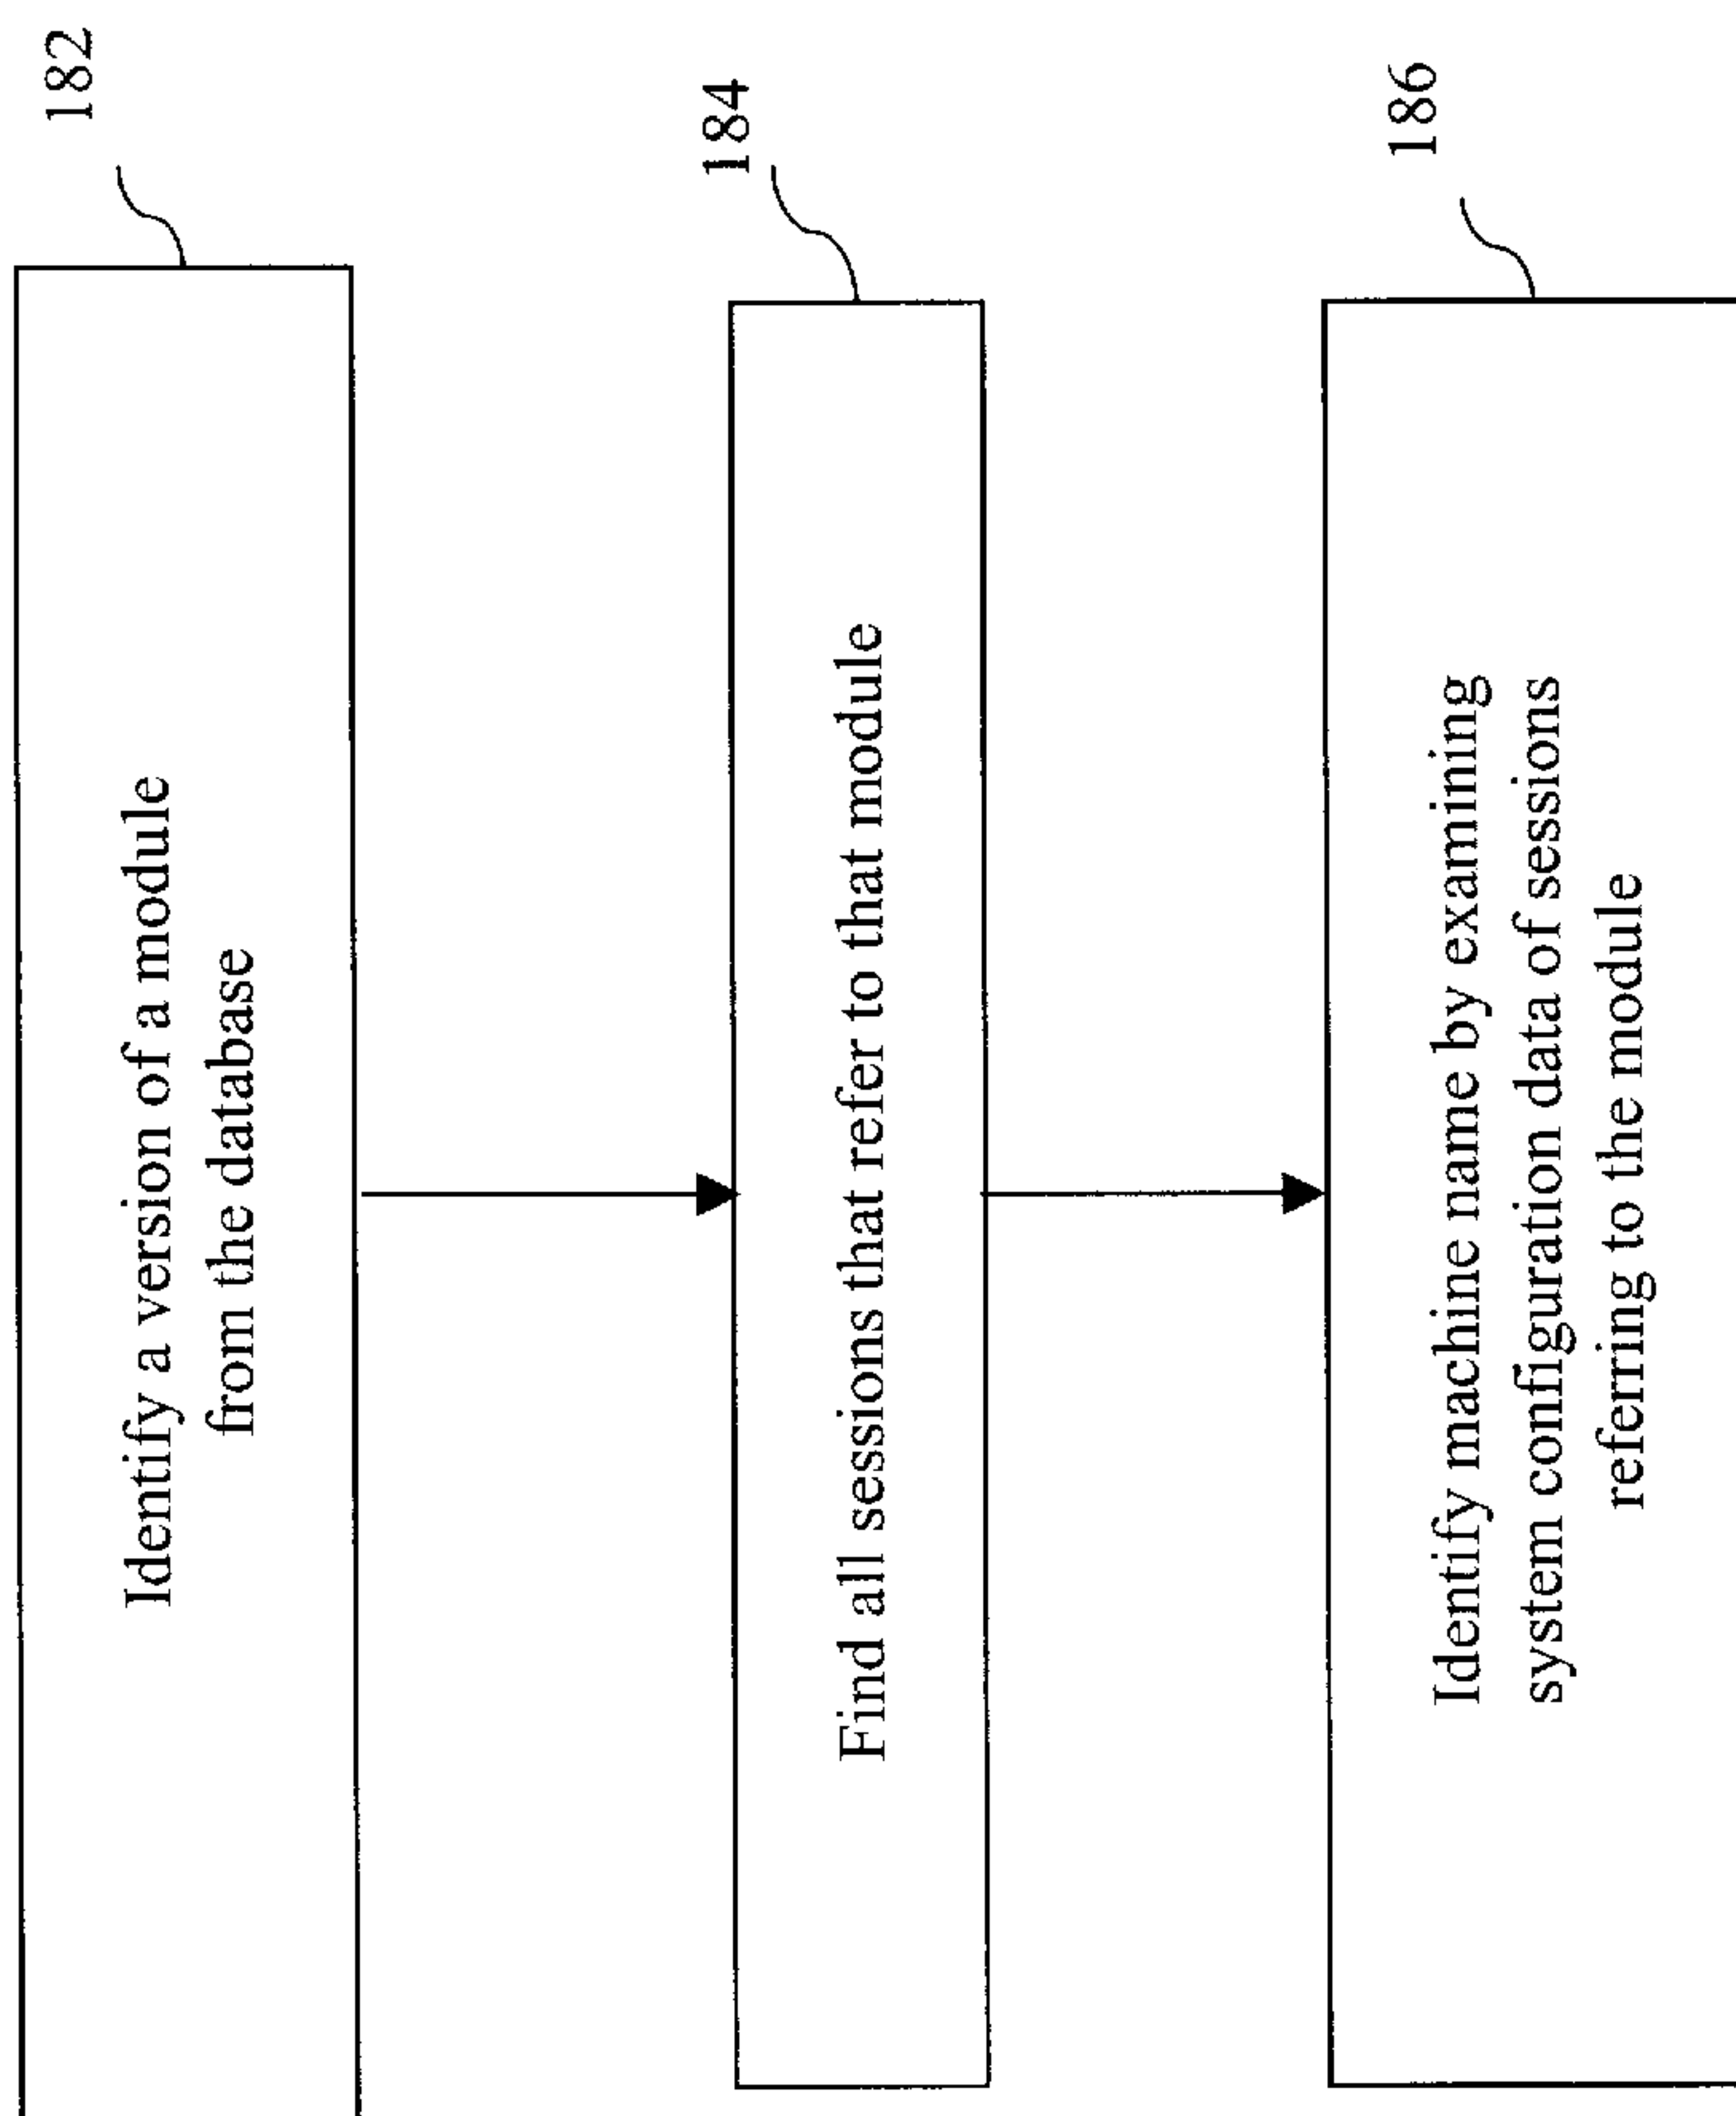 182
Identify a version of a module
from the database
184
Find all sessions that refer to that module
186
Identify machine name by examining
system configuration data of sessions
referring to the module